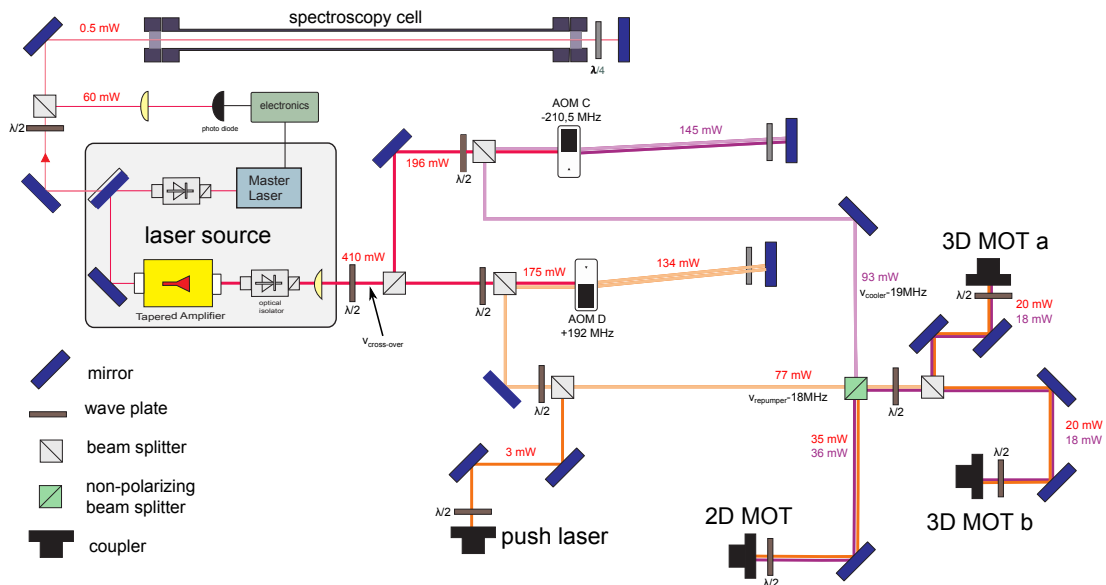 spectroscopy cell
0.5 mW
λ/4
60 mW
λ/2
photo diode
electronics
Master
Laser
laser source
Tapered Amplifier
optical
isolator
410 mW
λ/2
ν cross-over
196 mW
λ/2
AOM C
-210,5 MHz
145 mW
λ/2
175 mW
AOM D
+192 MHz
134 mW
93 mW
ν cooler-19MHz
3D MOT a
λ/2
20 mW
18 mW
λ/2
77 mW
ν repumper-18MHz
λ/2
20 mW
18 mW
λ/2
3D MOT b
35 mW
36 mW
3 mW
λ/2
push laser
2D MOT
λ/2
mirror
wave plate
beam splitter
non-polarizing
beam splitter
coupler